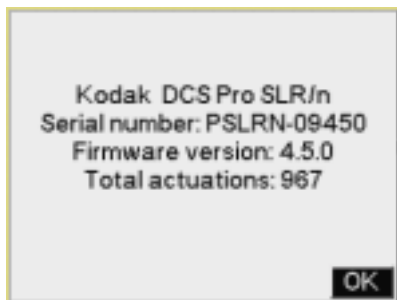 Kodak DCS Pro SLR/n
Serial number: PSLRN-09450
Firmware version: 4.5.0
Total actuations: 967
OK